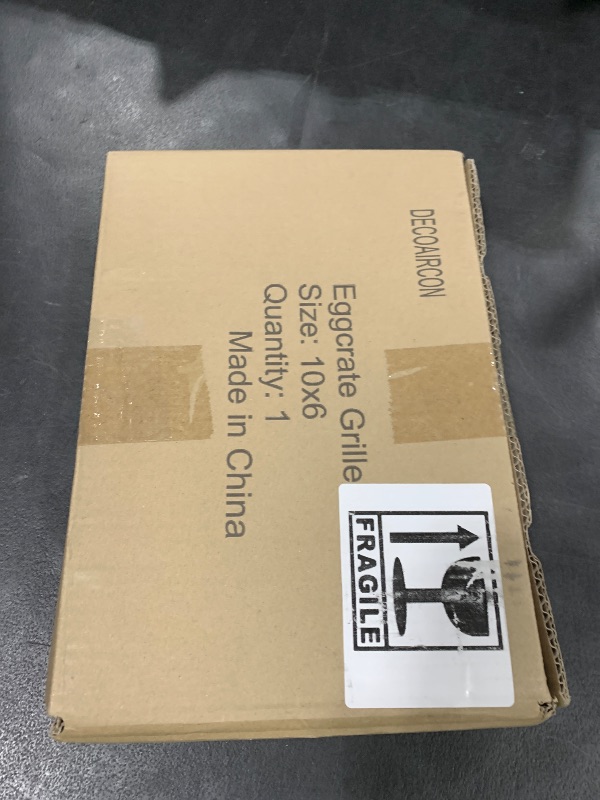 DECOAIRCON
Eggcrate Grille
Size: 10x6
Quantity: 1
Made in China
FRAGILE